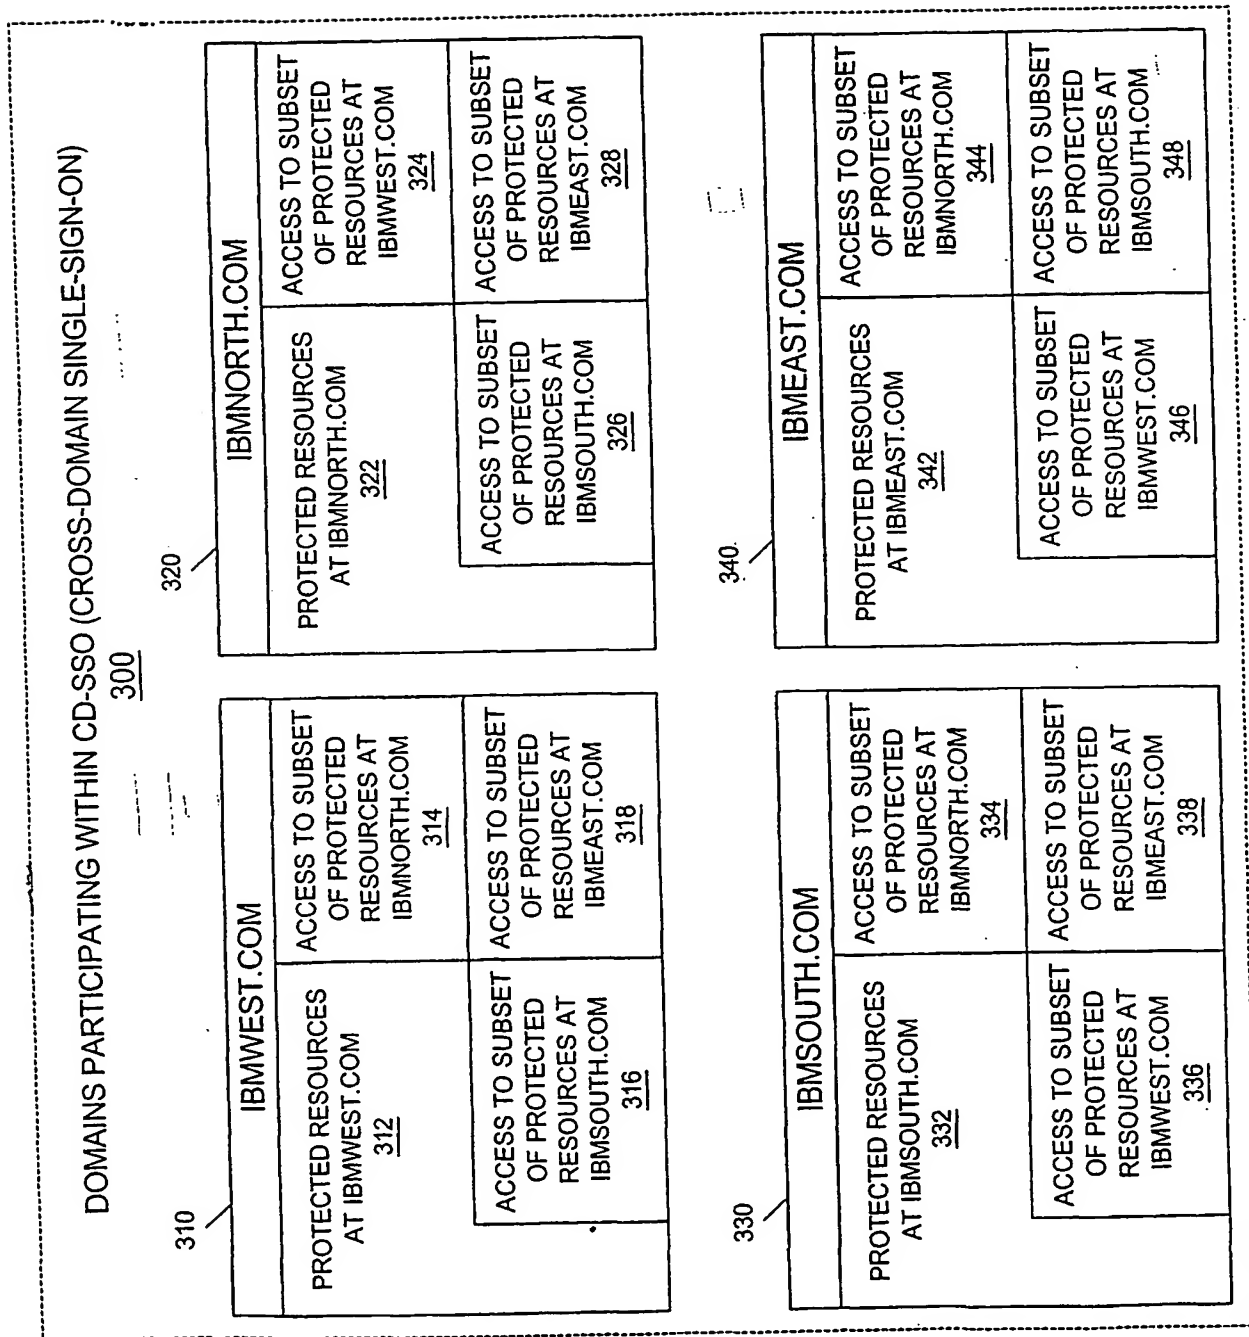 DOMAINS PARTICIPATING WITHIN CD-SSO (CROSS-DOMAIN SINGLE-SIGN-ON)
300
310
IBMWEST.COM
PROTECTED RESOURCES
AT IBMWEST.COM
312
ACCESS TO SUBSET
OF PROTECTED
RESOURCES AT
IBMNORTH.COM
314
ACCESS TO SUBSET
OF PROTECTED
RESOURCES AT
IBMSOUTH.COM
316
ACCESS TO SUBSET
OF PROTECTED
RESOURCES AT
IBMEAST.COM
318
320
IBMNORTH.COM
PROTECTED RESOURCES
AT IBMNORTH.COM
322
ACCESS TO SUBSET
OF PROTECTED
RESOURCES AT
IBMWEST.COM
324
ACCESS TO SUBSET
OF PROTECTED
RESOURCES AT
IBMSOUTH.COM
326
ACCESS TO SUBSET
OF PROTECTED
RESOURCES AT
IBMEAST.COM
328
330
IBMSOUTH.COM
PROTECTED RESOURCES
AT IBMSOUTH.COM
332
ACCESS TO SUBSET
OF PROTECTED
RESOURCES AT
IBMNORTH.COM
334
ACCESS TO SUBSET
OF PROTECTED
RESOURCES AT
IBMWEST.COM
336
ACCESS TO SUBSET
OF PROTECTED
RESOURCES AT
IBMEAST.COM
338
340
IBMEAST.COM
PROTECTED RESOURCES
AT IBMEAST.COM
342
ACCESS TO SUBSET
OF PROTECTED
RESOURCES AT
IBMNORTH.COM
344
ACCESS TO SUBSET
OF PROTECTED
RESOURCES AT
IBMWEST.COM
346
ACCESS TO SUBSET
OF PROTECTED
RESOURCES AT
IBMSOUTH.COM
348